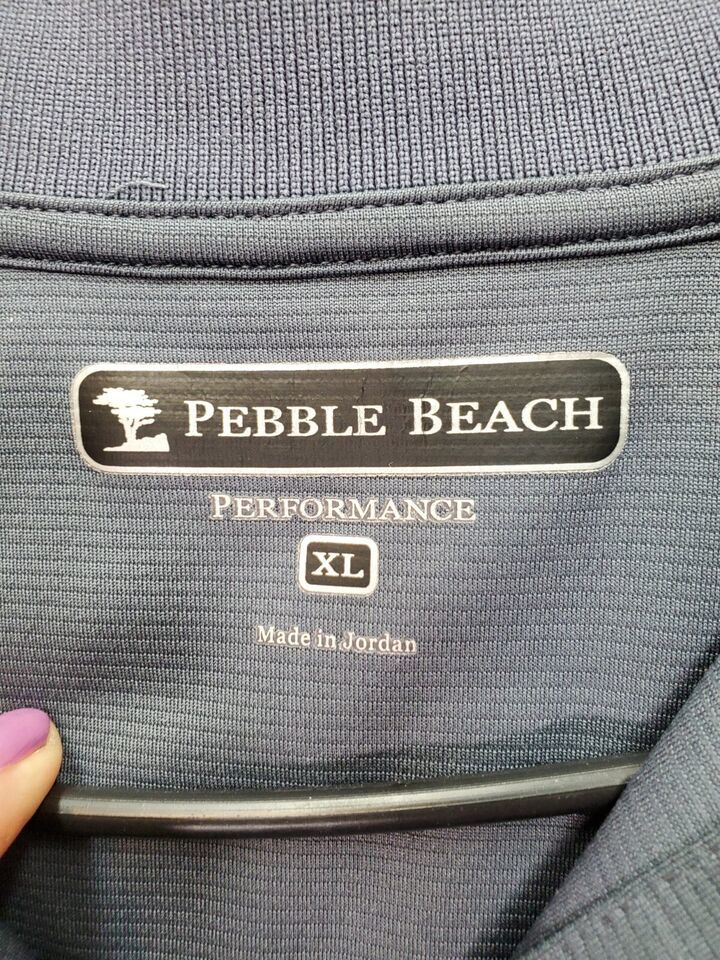 PEBBLE BEACH
PERFORMANCE
XL
Made in Jordan